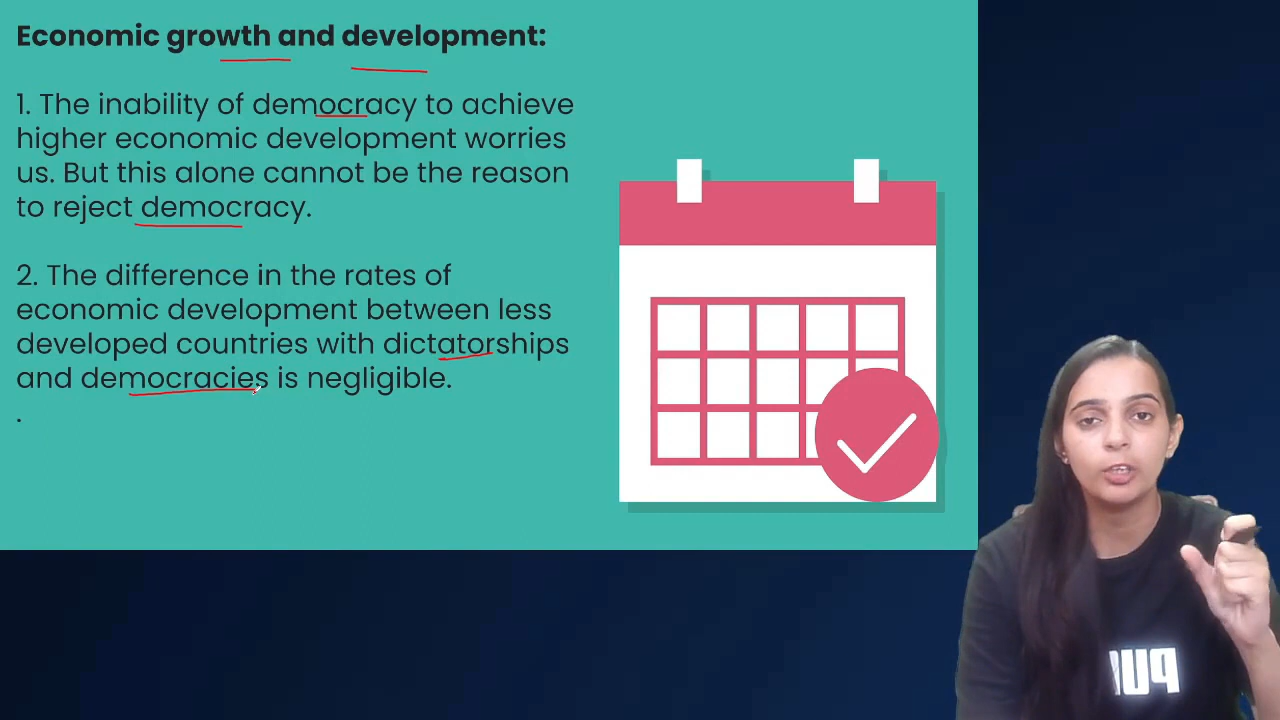 Economic growth and development:
1. The inability of democracy to achieve
higher economic development worries
us. But this alone cannot be the reason
to reject democracy.
2. The difference in the rates of
economic development between less
developed countries with dictatorships
and democracies is negligible.
.